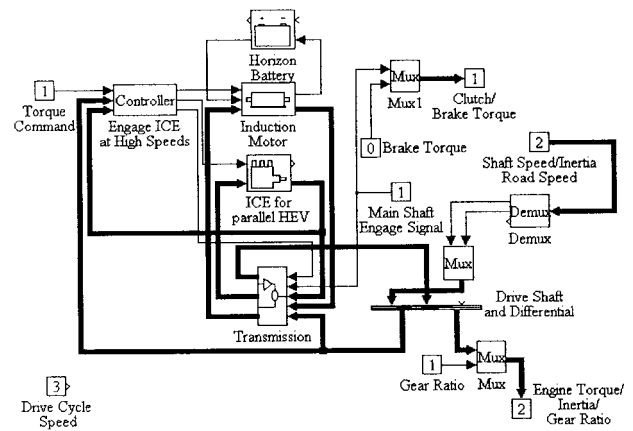 + -
Horizon
Battery
1
Torque
Command
Controller
Engage ICE
at High Speeds
Induction
Motor
Mux
Mux1
1
Clutch/
Brake Torque
0
Brake Torque
2
Shaft Speed/Inertia
Road Speed
ICE for
parallel HEV
1
Main Shaft
Engage Signal
Demux
Demux
Mux
Transmission
Drive Shaft
and Differential
1
Gear Ratio
Mux
Mux
3
Drive Cycle
Speed
2
Engine Torque/
Inertia/
Gear Ratio